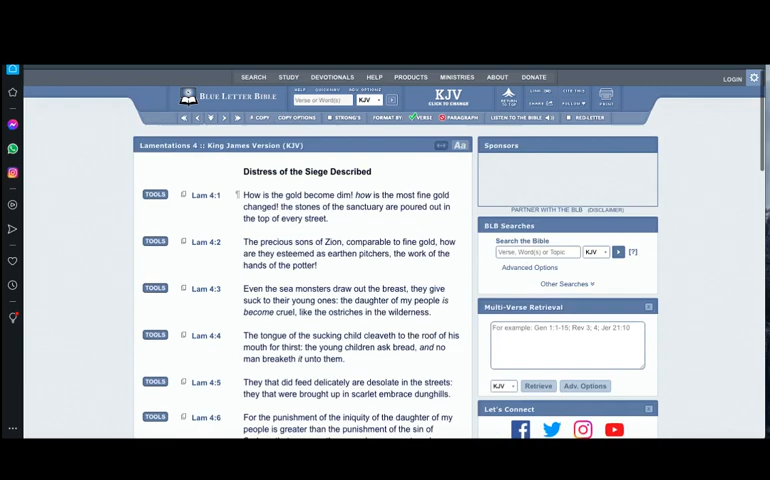 SEARCH STUDY DEVOTIONALS HELP PRODUCTS MINISTRIES ABOUT DONATE
LOGIN
BLUE LETTER BIBLE
HELP QUICKNAV ADV OPTIONS
Verse or Word(s) KJV
KJV
CLICK TO CHANGE
RETURN TO TOP
LINK
SHARE
CITE THIS
FOLLOW
PRINT
COPY COPY OPTIONS STRONG'S FORMAT BY: VERSE PARAGRAPH LISTEN TO THE BIBLE RED-LETTER
Lamentations 4 :: King James Version (KJV)
Aa
Distress of the Siege Described
TOOLS Lam 4:1 ¶ How is the gold become dim! how is the most fine gold
changed! the stones of the sanctuary are poured out in
the top of every street.
TOOLS Lam 4:2 The precious sons of Zion, comparable to fine gold, how
are they esteemed as earthen pitchers, the work of the
hands of the potter!
TOOLS Lam 4:3 Even the sea monsters draw out the breast, they give
suck to their young ones: the daughter of my people is
become cruel, like the ostriches in the wilderness.
TOOLS Lam 4:4 The tongue of the sucking child cleaveth to the roof of his
mouth for thirst: the young children ask bread, and no
man breaketh it unto them.
TOOLS Lam 4:5 They that did feed delicately are desolate in the streets:
they that were brought up in scarlet embrace dunghills.
TOOLS Lam 4:6 For the punishment of the iniquity of the daughter of my
people is greater than the punishment of the sin of
Sponsors
PARTNER WITH THE BLB (DISCLAIMER)
BLB Searches
Search the Bible
Verse, Word(s) or Topic KJV [?]
Advanced Options
Other Searches
Multi-Verse Retrieval
For example: Gen 1:1-15; Rev 3; 4; Jer 21:10
KJV Retrieve Adv. Options
Let's Connect